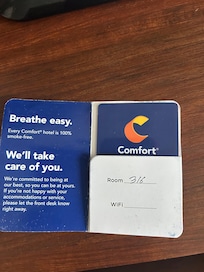 Breathe easy.
Every Comfort® hotel is 100%
smoke-free.
We'll take
care of you.
We're committed to being at
our best, so you can be at yours.
If you're not happy with your
accommodations or service,
please let the front desk know
right away.
Comfort®
Room 316
WiFi